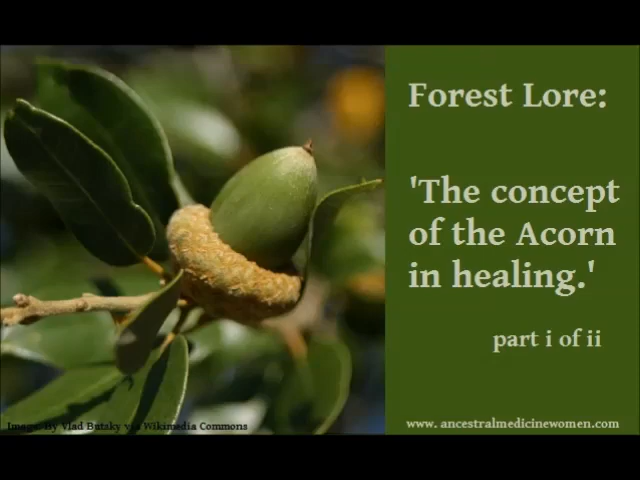 Forest Lore:
'The concept
of the Acorn
in healing.'
part i of ii
www. ancestralmedicinewomen.com
Image: By Vlad Butsky via Wikimedia Commons